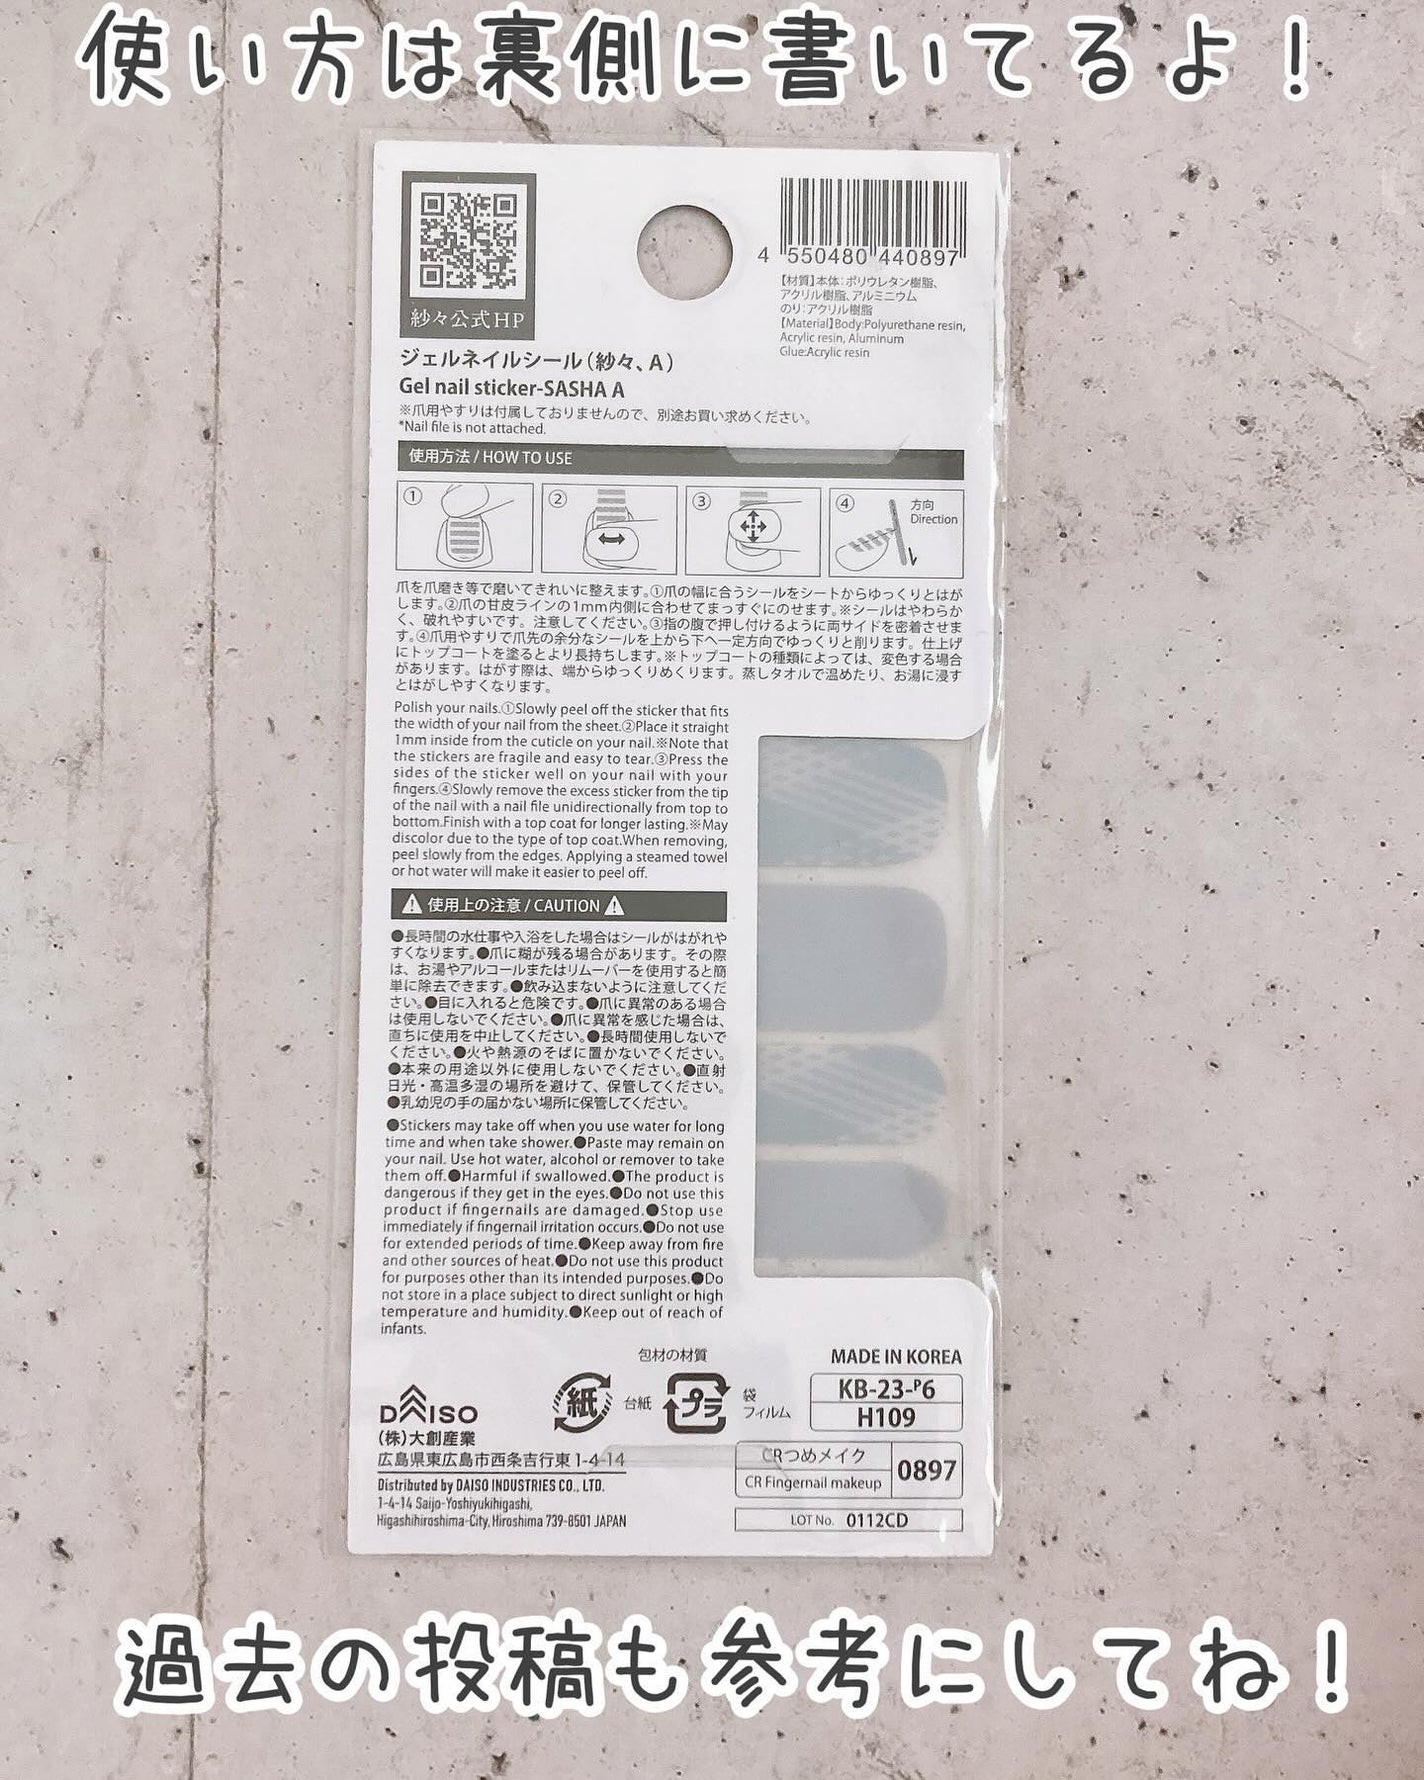 使い方は裏側に書いてるよ！
紗々公式HP
4 550480 440897
【材質】本体:ポリウレタン樹脂、
アクリル樹脂、アルミニウム
のり:アクリル樹脂
【Material】Body:Polyurethane resin,
Acrylic resin, Aluminum
Glue:Acrylic resin
ジェルネイルシール(紗々、A)
Gel nail sticker-SASHA A
※爪用やすりは付属しておりませんので、別途お買い求めください。
*Nail file is not attached.
使用方法 / HOW TO USE
①
②
③
④
方向
Direction
爪を爪磨き等で磨いてきれいに整えます。①爪の幅に合うシールをシートからゆっくりとはが
します。②爪の甘皮ラインの1mm内側に合わせてまっすぐにのせます。※シールはやわらか
く、破れやすいです。注意してください。③指の腹で押し付けるように両サイドを密着させま
す。④爪用やすりで爪先の余分なシールを上から下へ一定方向でゆっくりと削ります。仕上げ
にトップコートを塗るとより長持ちします。※トップコートの種類によっては、変色する場合
があります。はがす際は、端からゆっくりめくります。蒸しタオルで温めたり、お湯に浸す
とはがしやすくなります。
Polish your nails.①Slowly peel off the sticker that fits
the width of your nail from the sheet.②Place it straight
1mm inside from the cuticle on your nail.※Note that
the stickers are fragile and easy to tear.③Press the
sides of the sticker well on your nail with your
fingers.④Slowly remove the excess sticker from the tip
of the nail with a nail file unidirectionally from top to
bottom.Finish with a top coat for longer lasting.※May
discolor due to the type of top coat.When removing,
peel slowly from the edges. Applying a steamed towel
or hot water will make it easier to peel off.
使用上の注意 / CAUTION
●長時間の水仕事や入浴をした場合はシールがはがれや
すくなります。●爪に糊が残る場合があります。その際
は、お湯やアルコールまたはリムーバーを使用すると簡
単に除去できます。●飲み込まないように注意してくだ
さい。●目に入れると危険です。●爪に異常のある場合
は使用しないでください。●爪に異常を感じた場合は、
直ちに使用を中止してください。●長時間使用しないで
ください。●火や熱源のそばに置かないでください。
●本来の用途以外に使用しないでください。●直射
日光・高温多湿の場所を避けて、保管してください。
●乳幼児の手の届かない場所に保管してください。
●Stickers may take off when you use water for long
time and when take shower.●Paste may remain on
your nail. Use hot water, alcohol or remover to take
them off.●Harmful if swallowed.●The product is
dangerous if they get in the eyes.●Do not use this
product if fingernails are damaged.●Stop use
immediately if fingernail irritation occurs.●Do not use
for extended periods of time.●Keep away from fire
and other sources of heat.●Do not use this product
for purposes other than its intended purposes.●Do
not store in a place subject to direct sunlight or high
temperature and humidity.●Keep out of reach of
infants.
包材の材質
紙
台紙
プラ
袋
フィルム
MADE IN KOREA
KB-23-P6
H109
DAISO
(株)大創産業
広島県東広島市西条吉行東 1-4-14
Distributed by DAISO INDUSTRIES CO., LTD.
1-4-14 Saijo-Yoshiyukihigashi,
Higashihiroshima-City, Hiroshima 739-8501 JAPAN
CRつめメイク
CR Fingernail makeup
0897
LOT No. 0112CD
過去の投稿も参考にしてね！